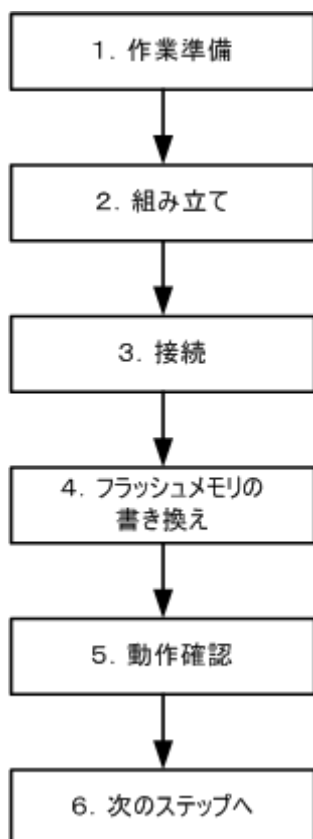 1．作業準備
2．組み立て
3．接続
4．フラッシュメモリの
書き換え
5．動作確認
6．次のステップへ